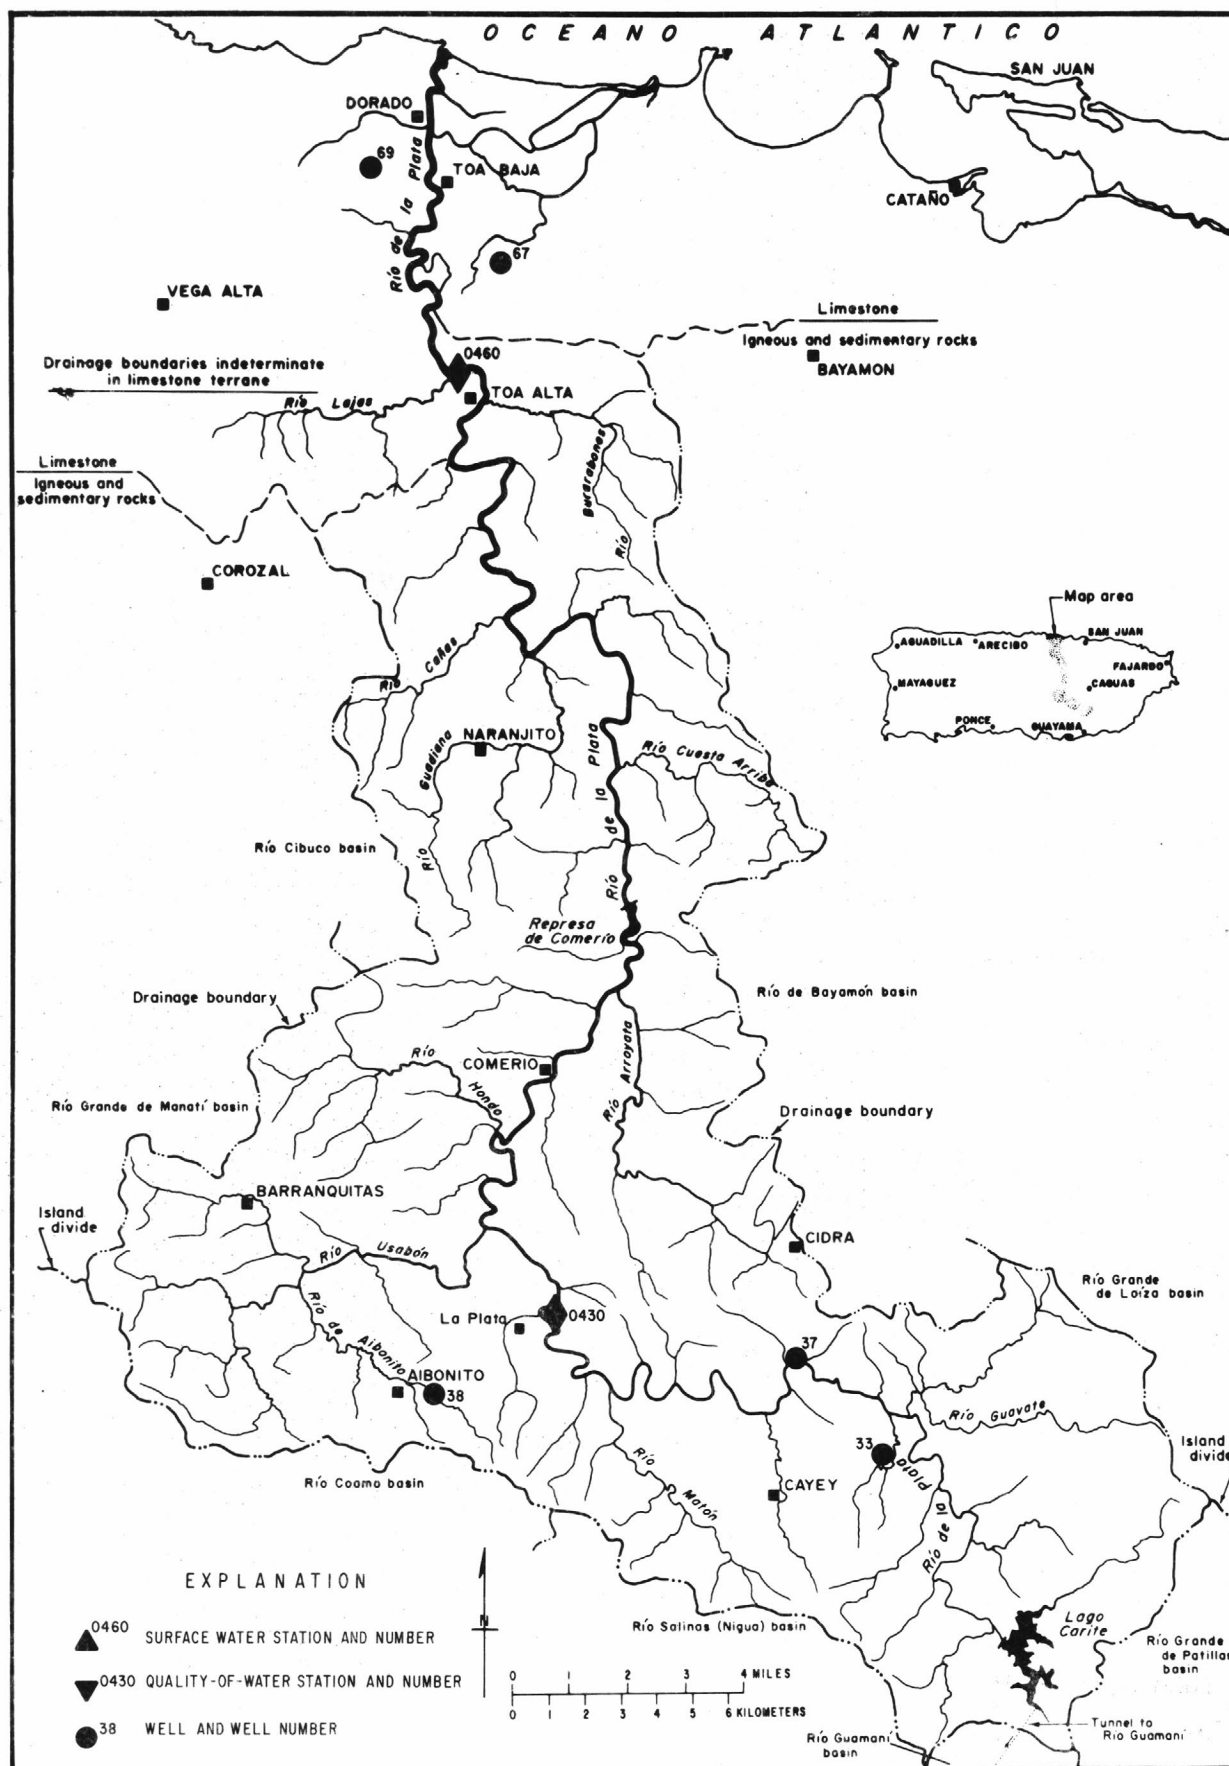 OCEANO ATLANTICO
SAN JUAN
DORADO
69
TOA BAJA
CATAÑO
Río de la Plata
67
VEGA ALTA
Limestone
Igneous and sedimentary rocks
BAYAMON
0460
Drainage boundaries indeterminate
in limestone terrane
TOA ALTA
Río Lajas
Limestone
Igneous and
sedimentary rocks
Río Bucarabones
COROZAL
Map area
AGUADILLA
ARECIBO
SAN JUAN
FAJARDO
MAYAGUEZ
CAGUAS
PONCE
GUAYAMA
Río Cañas
NARANJITO
Río Guadiana
Río de la Plata
Río Cuesta Arriba
Río Cibuco basin
Represa
de Comerío
Drainage boundary
Río de Bayamón basin
Río Hondo
COMERIO
Río Arroyata
Río Grande de Manatí basin
Drainage boundary
BARRANQUITAS
Island
divide
CIDRA
Río Usabón
Río Grande
de Loíza basin
La Plata
0430
Río de Aibonito
37
AIBONITO
38
Río Guavate
33
Island
divide
Río Coamo basin
Río Matón
CAYEY
Río de la Plata
EXPLANATION
0460 SURFACE WATER STATION AND NUMBER
0430 QUALITY-OF-WATER STATION AND NUMBER
38 WELL AND WELL NUMBER
N
0 1 2 3 4 MILES
0 1 2 3 4 5 6 KILOMETERS
Río Salinas (Nigua) basin
Lago
Carite
Río Grande
de Patillas
basin
Tunnel to
Río Guamaní
Río Guamaní
basin